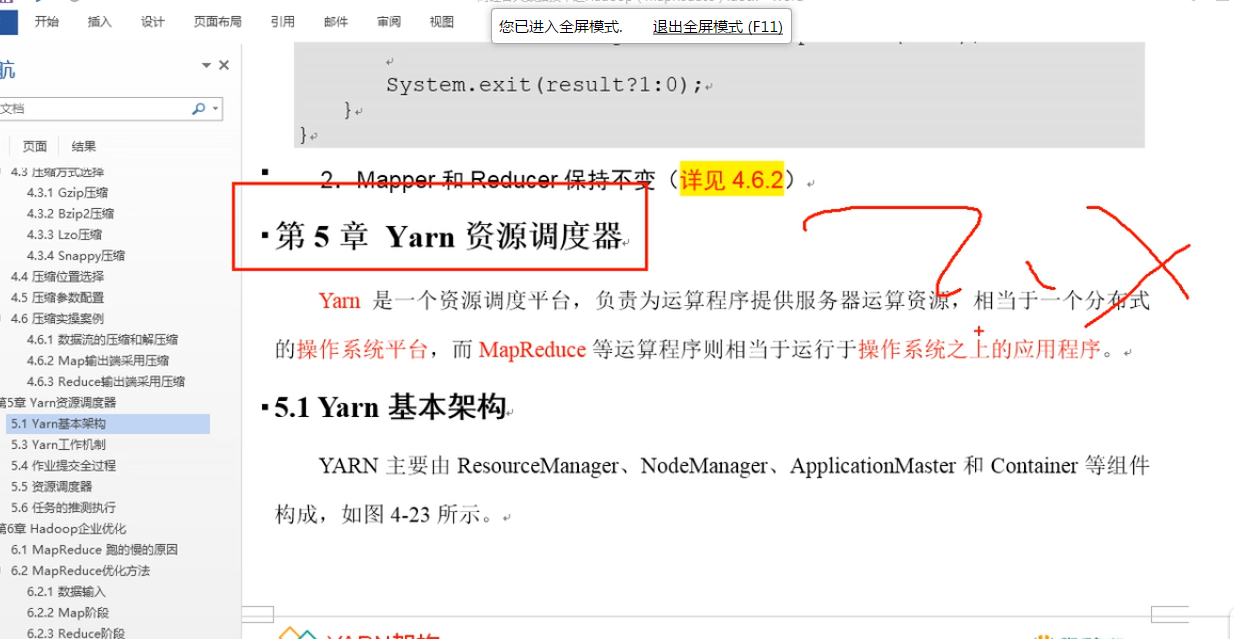 开始 插入 设计 页面布局 引用 邮件 审阅 视图
您已进入全屏模式. 退出全屏模式 (F11)
航
文档
页面 结果
4.3 压缩方式选择
4.3.1 Gzip压缩
4.3.2 Bzip2压缩
4.3.3 Lzo压缩
4.3.4 Snappy压缩
4.4 压缩位置选择
4.5 压缩参数配置
4.6 压缩实操案例
4.6.1 数据流的压缩和解压缩
4.6.2 Map输出端采用压缩
4.6.3 Reduce输出端采用压缩
第5章 Yarn资源调度器
5.1 Yarn基本架构
5.3 Yarn工作机制
5.4 作业提交全过程
5.5 资源调度器
5.6 任务的推测执行
第6章 Hadoop企业优化
6.1 MapReduce 跑的慢的原因
6.2 MapReduce优化方法
6.2.1 数据输入
6.2.2 Map阶段
6.2.3 Reduce阶段
System.exit(result?1:0);
}
}
2. Mapper 和 Reducer 保持不变（详见 4.6.2）
第 5 章 Yarn 资源调度器
Yarn 是一个资源调度平台，负责为运算程序提供服务器运算资源，相当于一个分布式
的操作系统平台，而 MapReduce 等运算程序则相当于运行于操作系统之上的应用程序。
5.1 Yarn 基本架构
YARN 主要由 ResourceManager、NodeManager、ApplicationMaster 和 Container 等组件
构成，如图 4-23 所示。
YARN架构